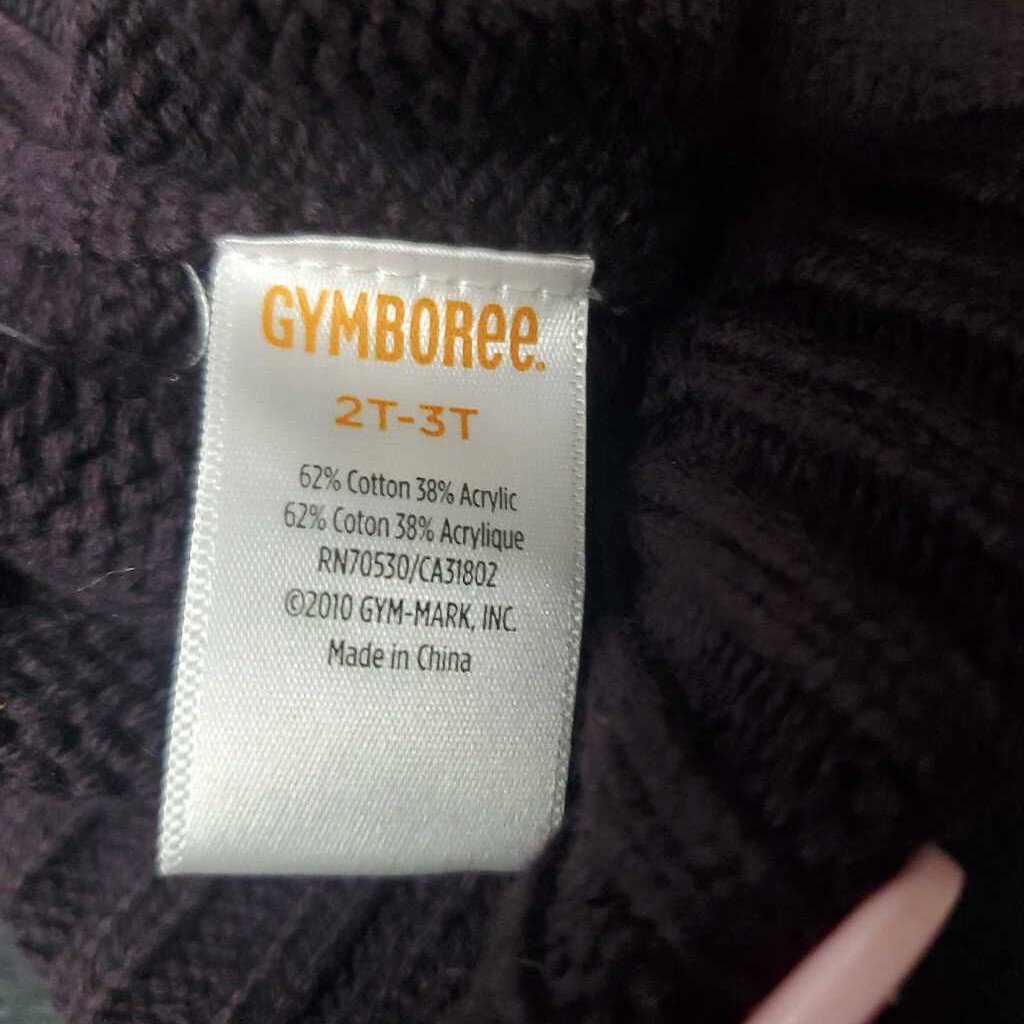 GYMBOREE.
2T-3T
62% Cotton 38% Acrylic
62% Coton 38% Acrylique
RN70530/CA31802
©2010 GYM-MARK, INC.
Made in China